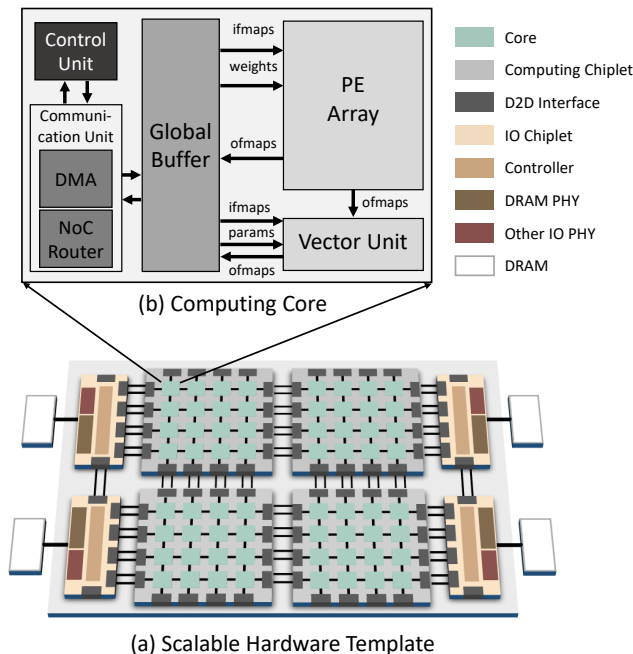 Control
Unit
Communi-
cation Unit
DMA
NoC
Router
Global
Buffer
ifmaps
weights
ofmaps
ifmaps
params
ofmaps
PE
Array
ofmaps
Vector Unit
(b) Computing Core
Core
Computing Chiplet
D2D Interface
IO Chiplet
Controller
DRAM PHY
Other IO PHY
DRAM
(a) Scalable Hardware Template